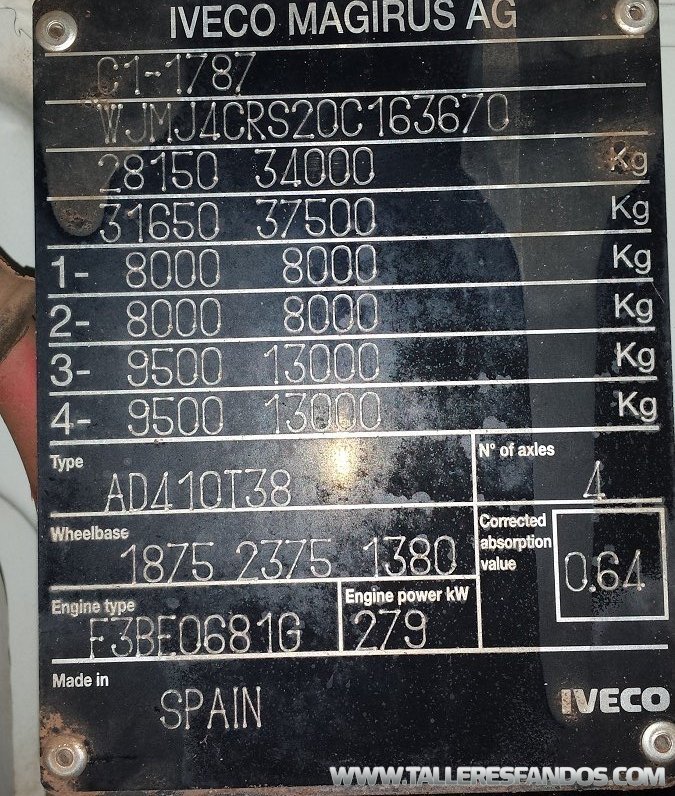 IVECO MAGIRUS AG
C1-1787
WJMJ4CRS20C163670
28150 34000 Kg
31650 37500 Kg
1- 8000 8000 Kg
2- 8000 8000 Kg
3- 9500 13000 Kg
4- 9500 13000 Kg
Type AD410T38
N° of axles 4
Wheelbase 1875 2375 1380
Corrected absorption value 0.64
Engine type F3BE0681G
Engine power kW 279
Made in SPAIN
IVECO
WWW.TALLERESFANDOS.COM